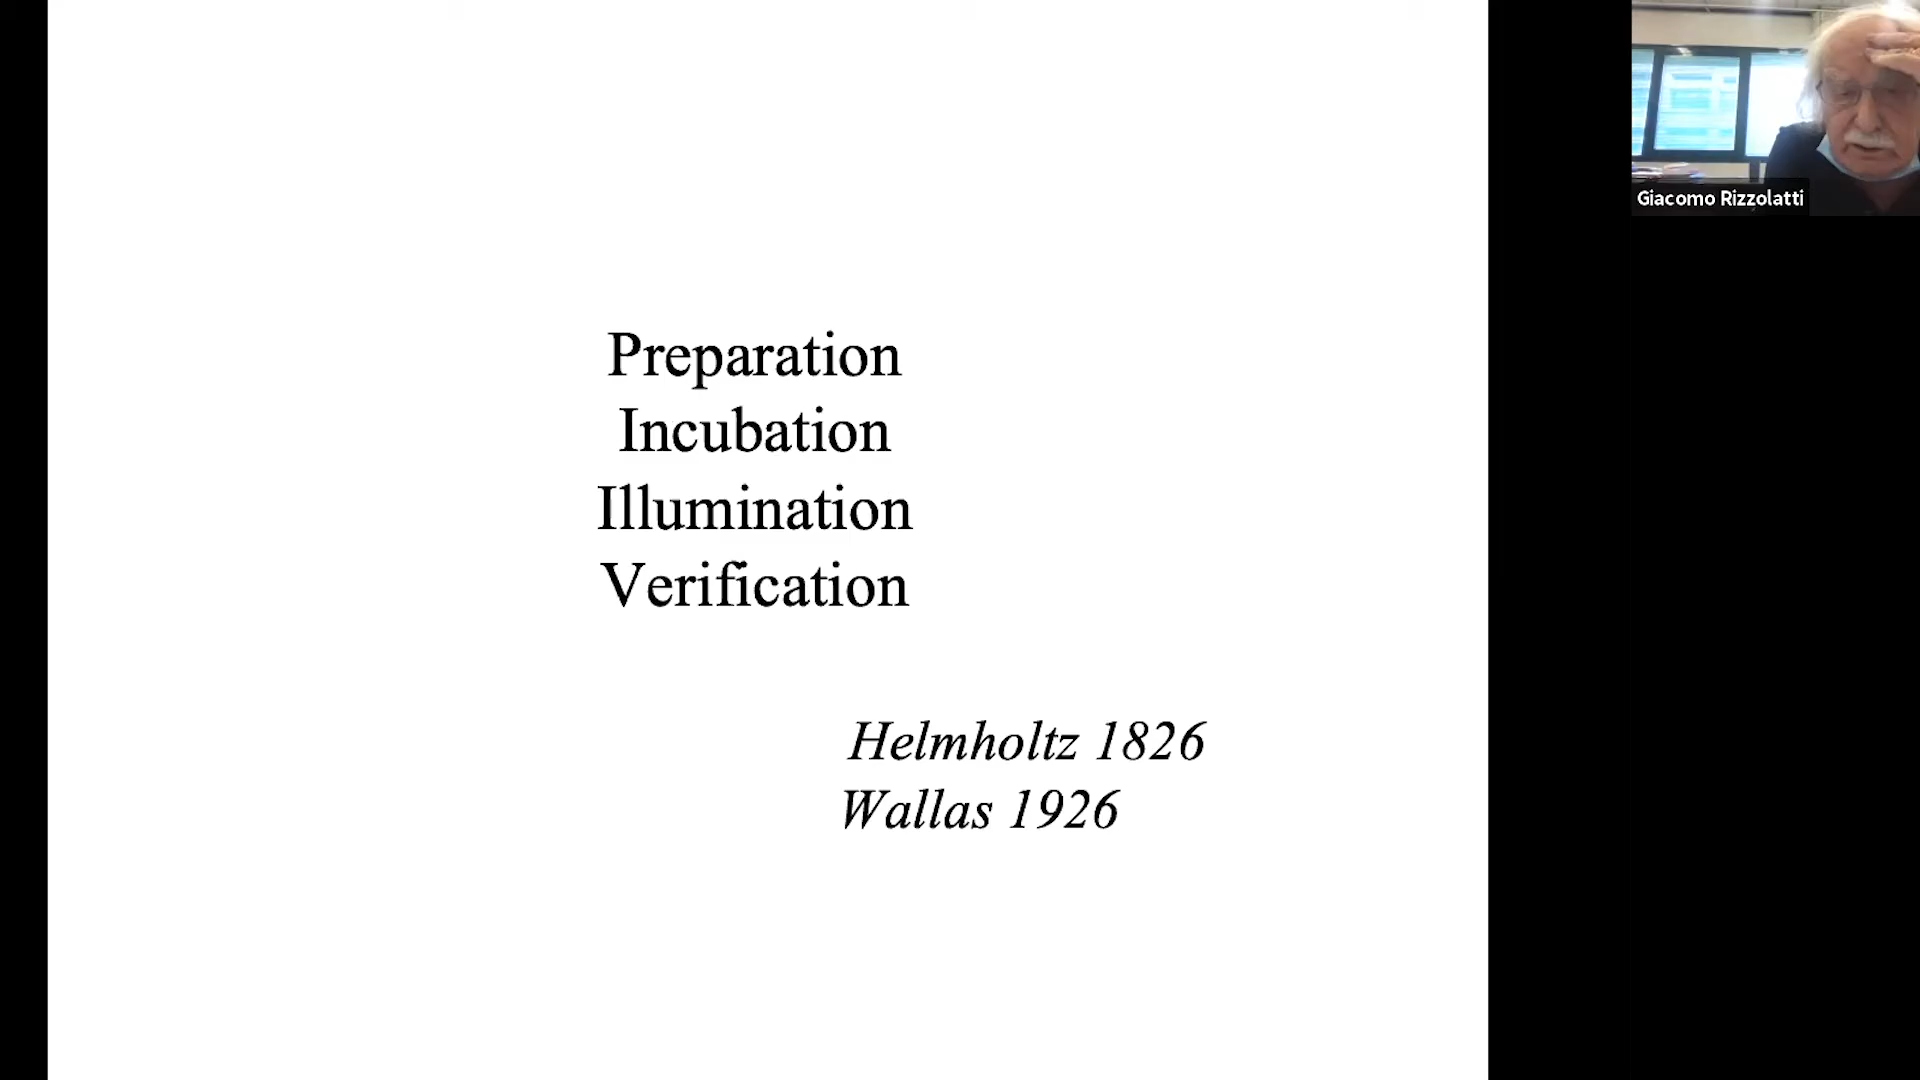 Preparation
Incubation
Illumination
Verification
Helmholtz 1826
Wallas 1926
Giacomo Rizzolatti